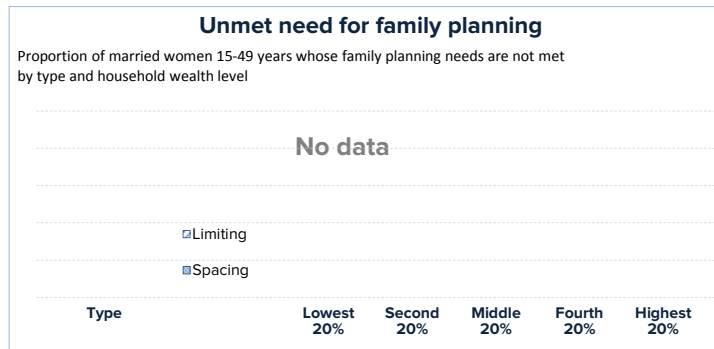 Unmet need for family planning
Proportion of married women 15-49 years whose family planning needs are not met
by type and household wealth level
No data
Limiting
Spacing
Type
Lowest
20%
Second
20%
Middle
20%
Fourth
20%
Highest
20%